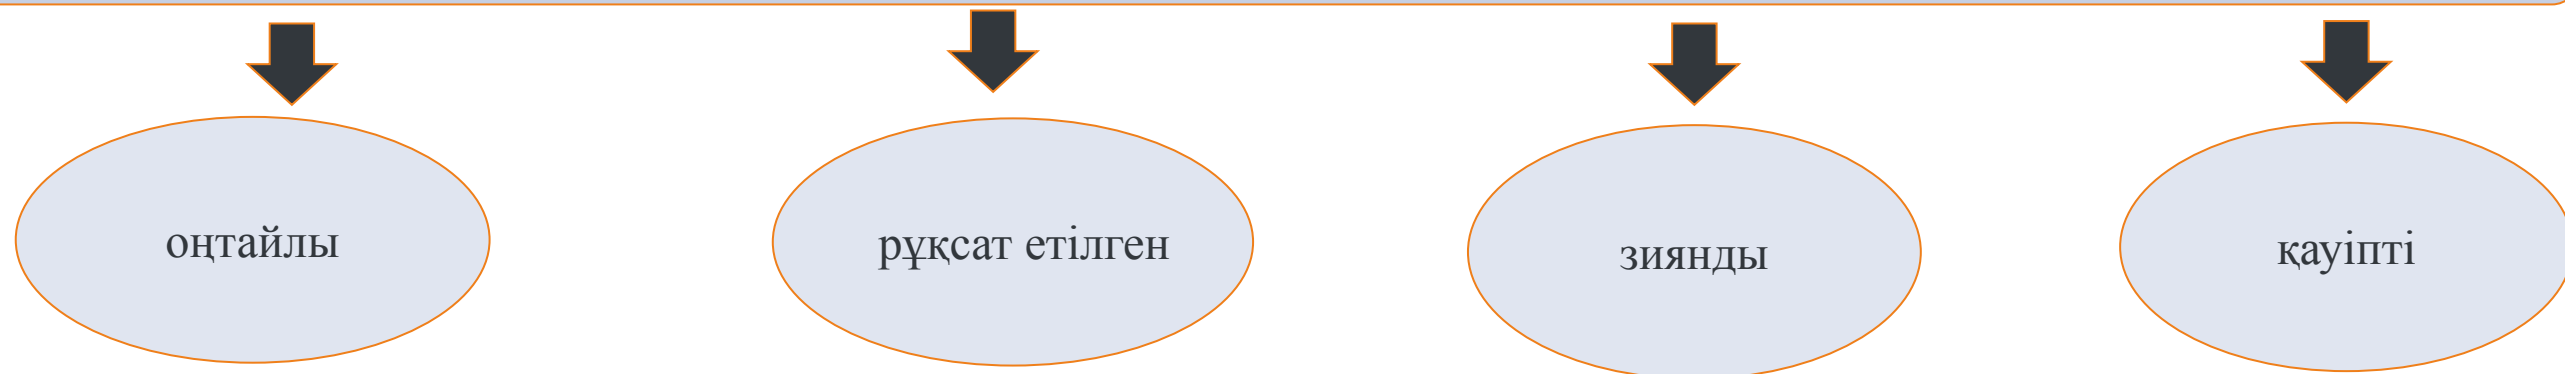 оңтайлы
рұқсат етілген
зиянды
қауіпті